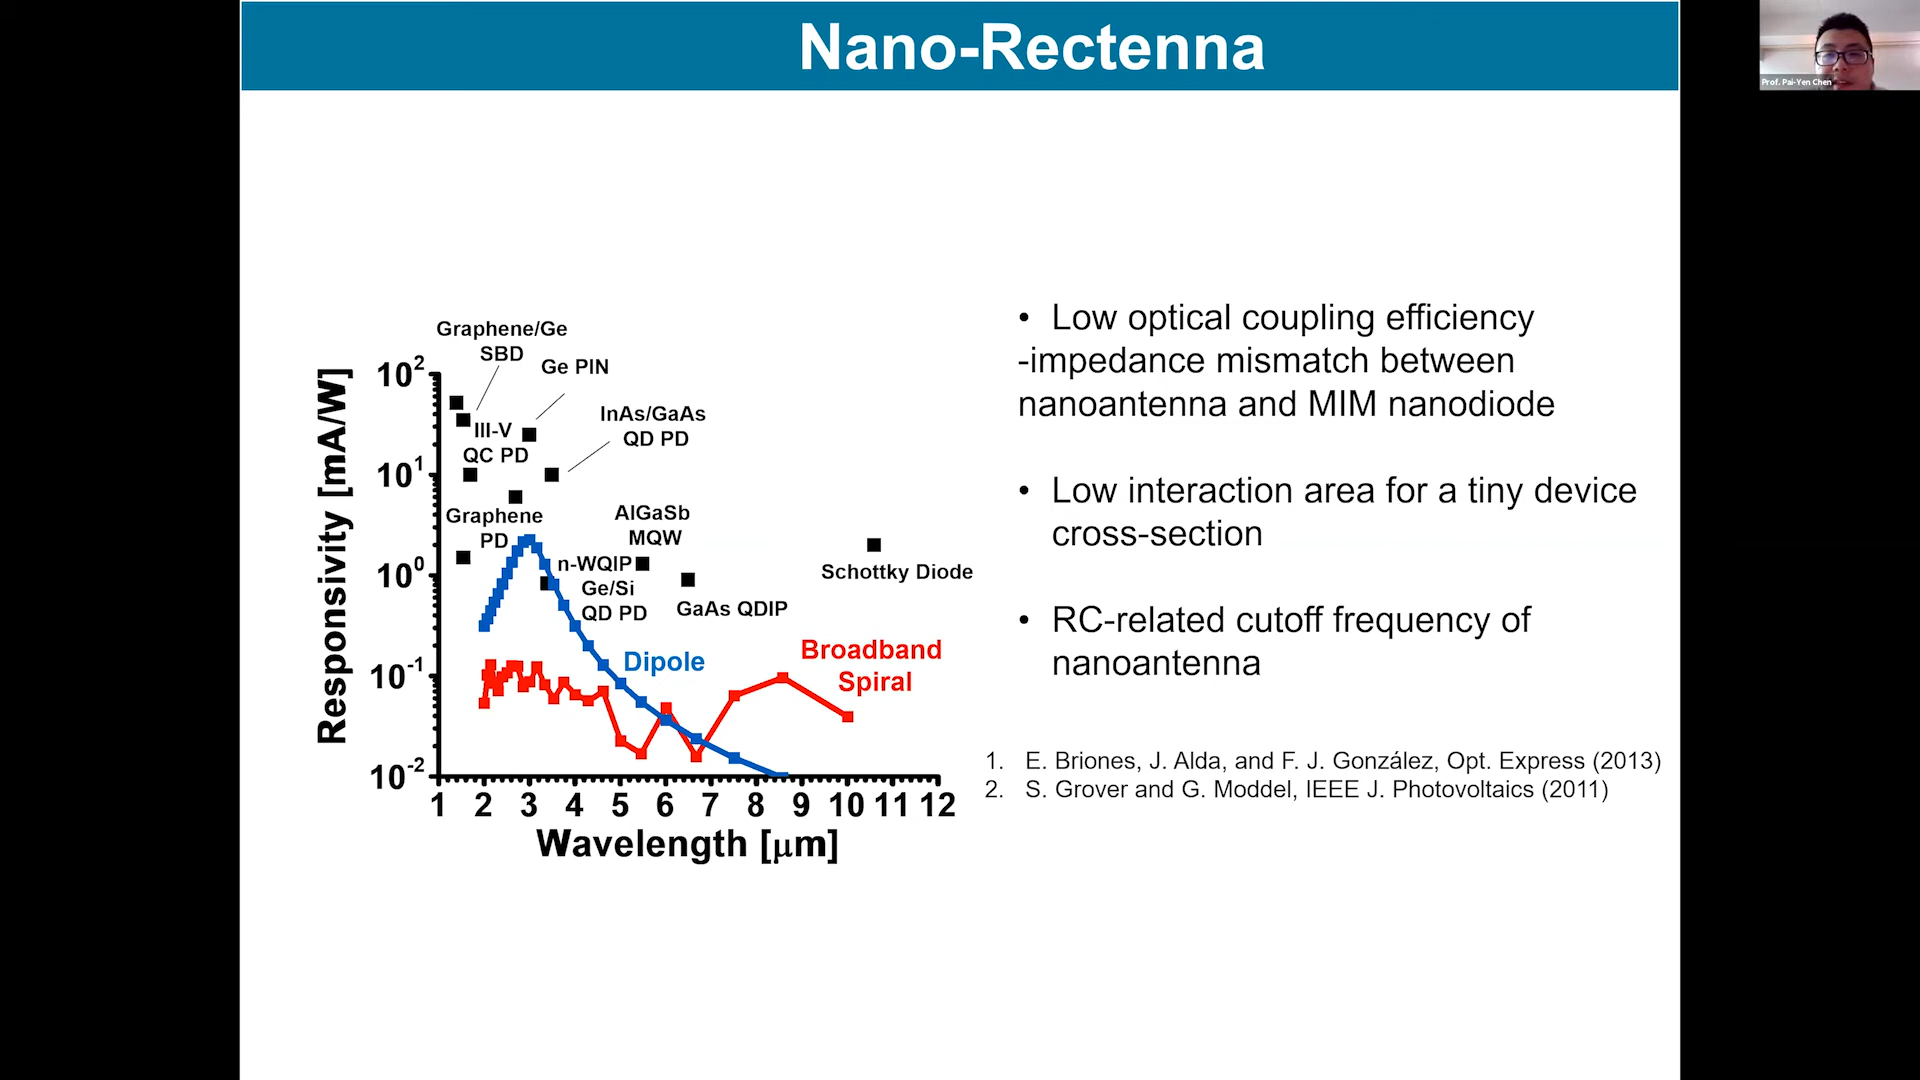 Nano-Rectenna
Prof. Pai-Yen Chen
Graphene/Ge
SBD
Ge PIN
InAs/GaAs
QD PD
III-V
QC PD
Graphene
PD
AlGaSb
MQW
n-WQIP
Ge/Si
QD PD
GaAs QDIP
Schottky Diode
Dipole
Broadband
Spiral
Responsivity [mA/W]
10²
10¹
10⁰
10⁻¹
10⁻²
1 2 3 4 5 6 7 8 9 10 11 12
Wavelength [μm]
• Low optical coupling efficiency
-impedance mismatch between
nanoantenna and MIM nanodiode
• Low interaction area for a tiny device
cross-section
• RC-related cutoff frequency of
nanoantenna
1. E. Briones, J. Alda, and F. J. González, Opt. Express (2013)
2. S. Grover and G. Moddel, IEEE J. Photovoltaics (2011)